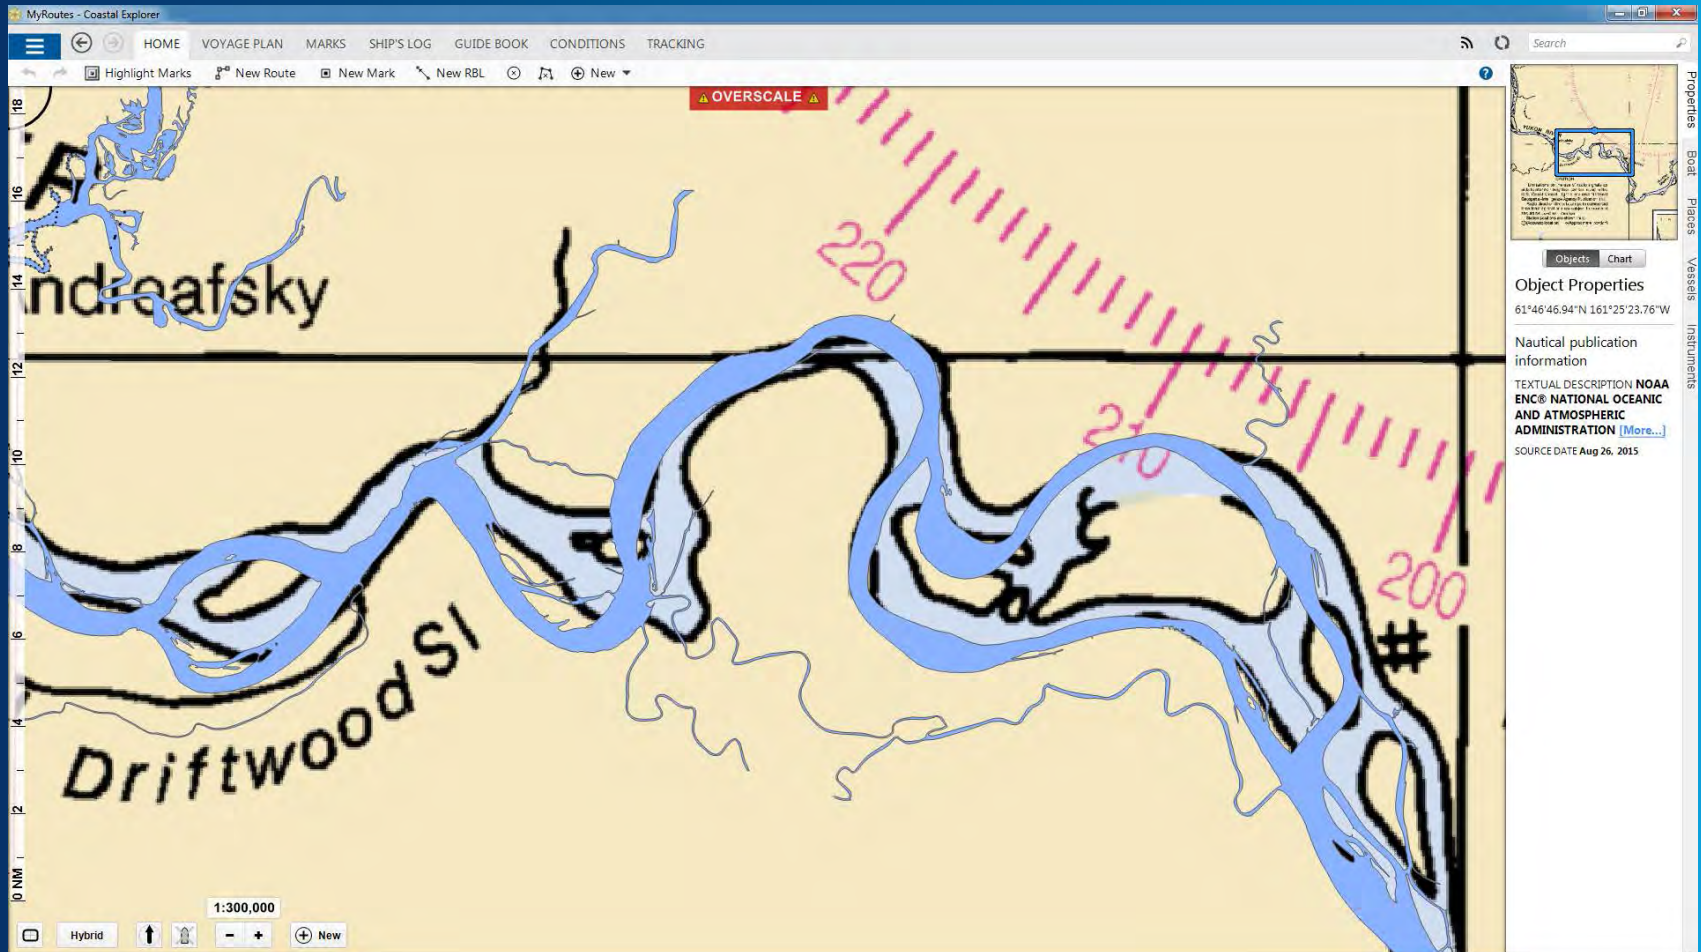 MyRoutes - Coastal Explorer
HOME VOYAGE PLAN MARKS SHIP'S LOG GUIDE BOOK CONDITIONS TRACKING
Search
Highlight Marks New Route New Mark New RBL New
OVERSCALE
18
16
14
12
10
8
6
4
2
0 NM
ndreafsky
Driftwood Sl
220
210
200
1:300,000
Hybrid
- +
New
YUKON
Objects Chart
Object Properties
61°46'46.94"N 161°25'23.76"W
Nautical publication
information
TEXTUAL DESCRIPTION NOAA
ENC® NATIONAL OCEANIC
AND ATMOSPHERIC
ADMINISTRATION [More...]
SOURCE DATE Aug 26, 2015
Properties
Boat
Places
Vessels
Instruments